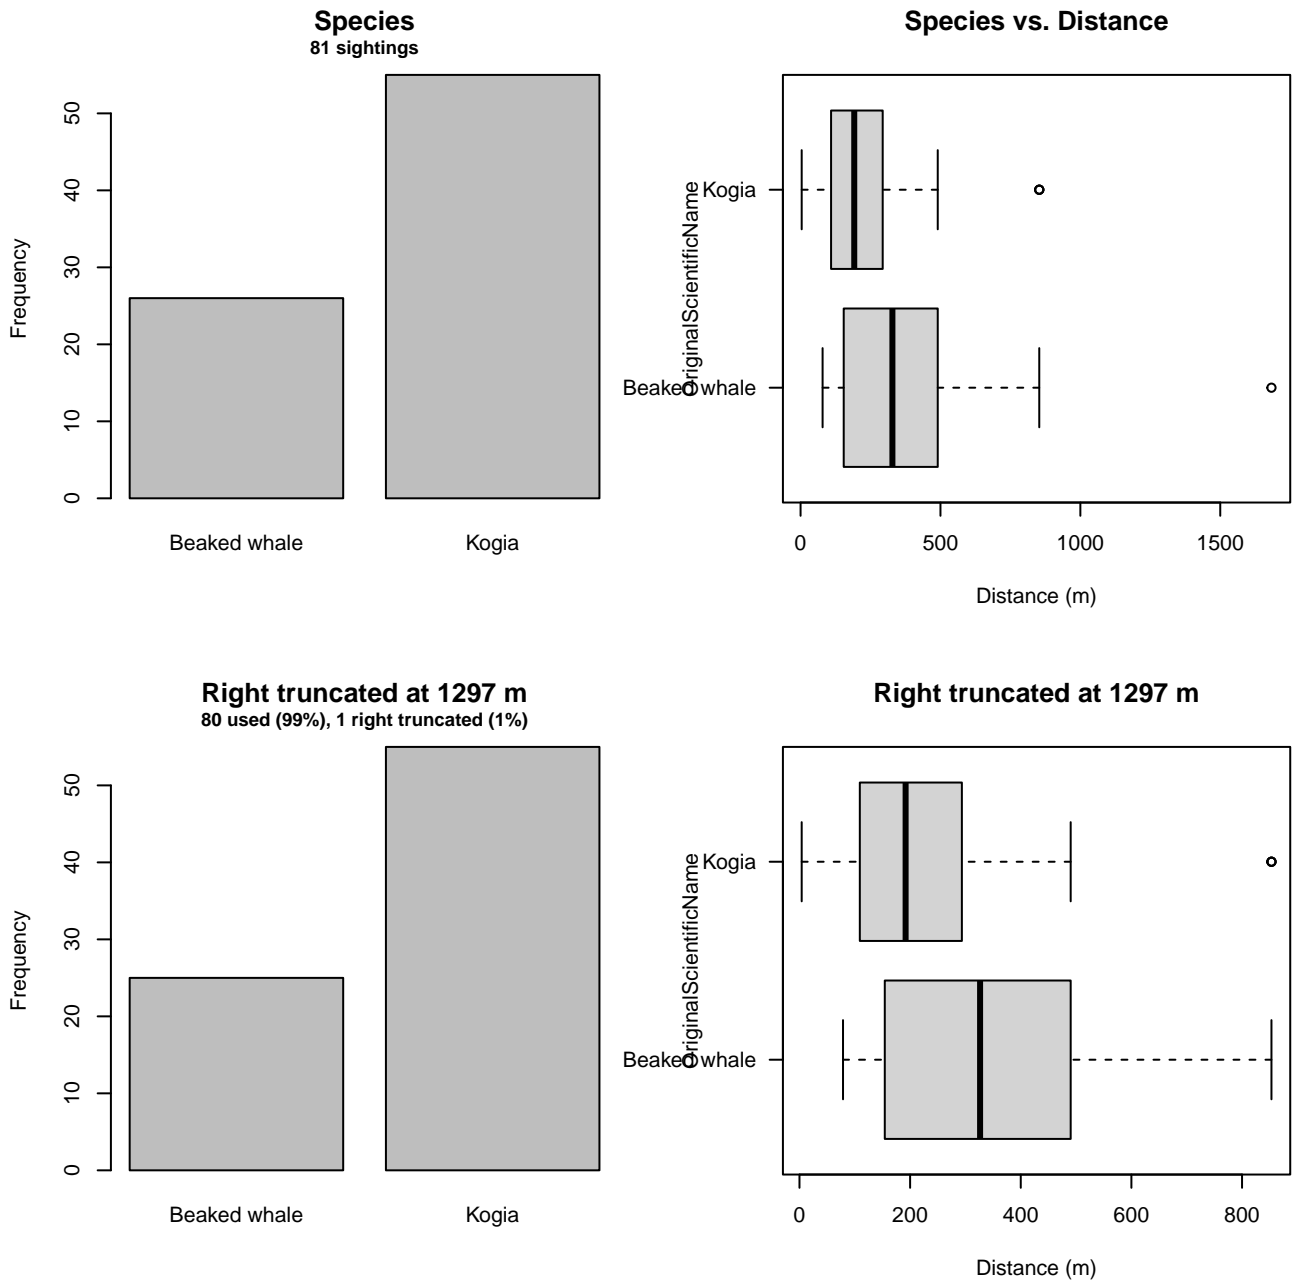 Species
81 sightings
Frequency
0
10
20
30
40
50
Beaked whale
Kogia
Species vs. Distance
OriginalScientificName
Kogia
Beaked whale
0
500
1000
1500
Distance (m)
Right truncated at 1297 m
80 used (99%), 1 right truncated (1%)
Frequency
0
10
20
30
40
50
Beaked whale
Kogia
Right truncated at 1297 m
OriginalScientificName
Kogia
Beaked whale
0
200
400
600
800
Distance (m)